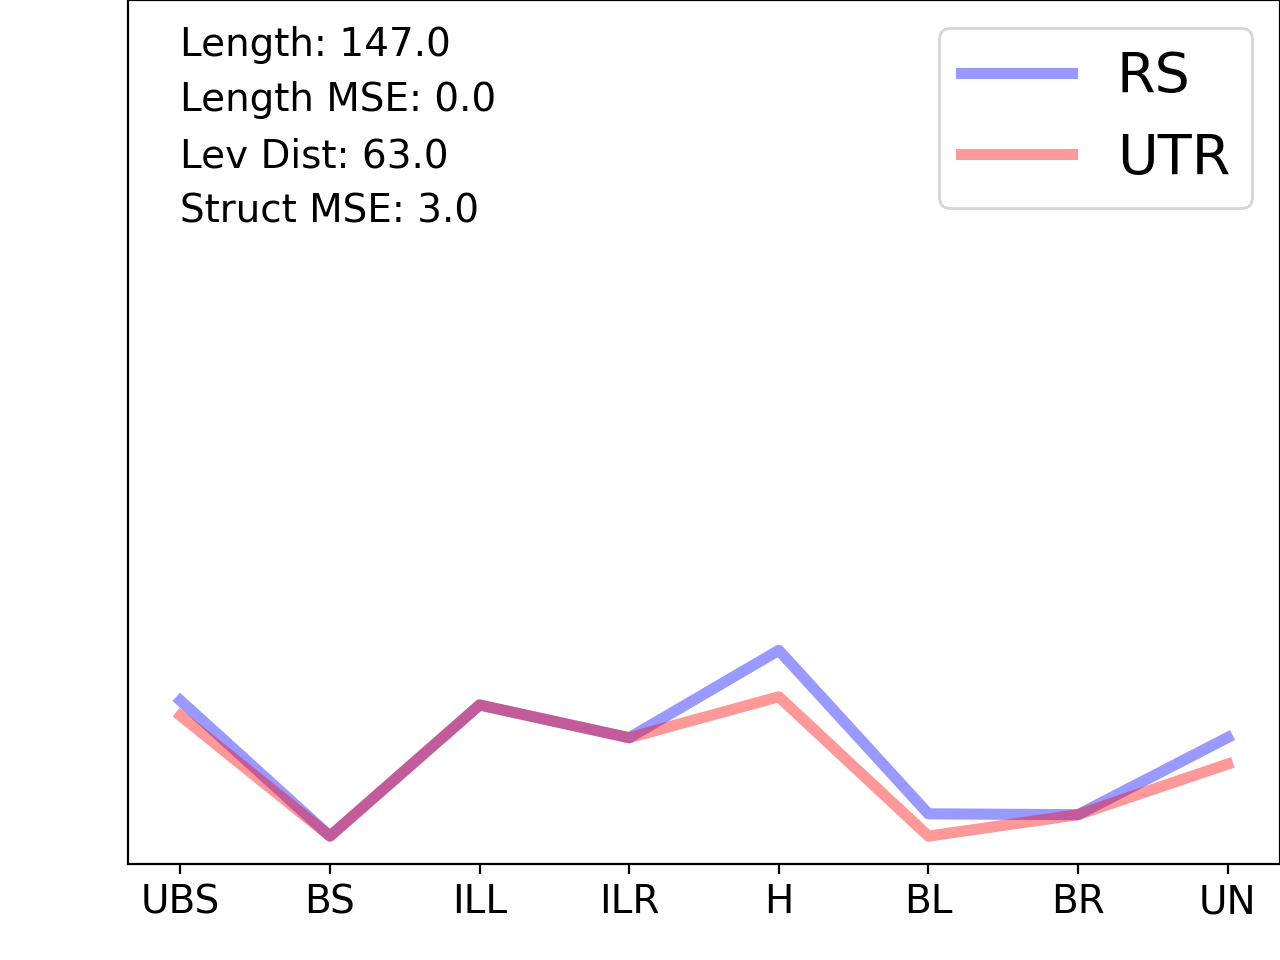 Length: 147.0
Length MSE: 0.0
Lev Dist: 63.0
Struct MSE: 3.0
RS
UTR
UBS BS ILL ILR H BL BR UN